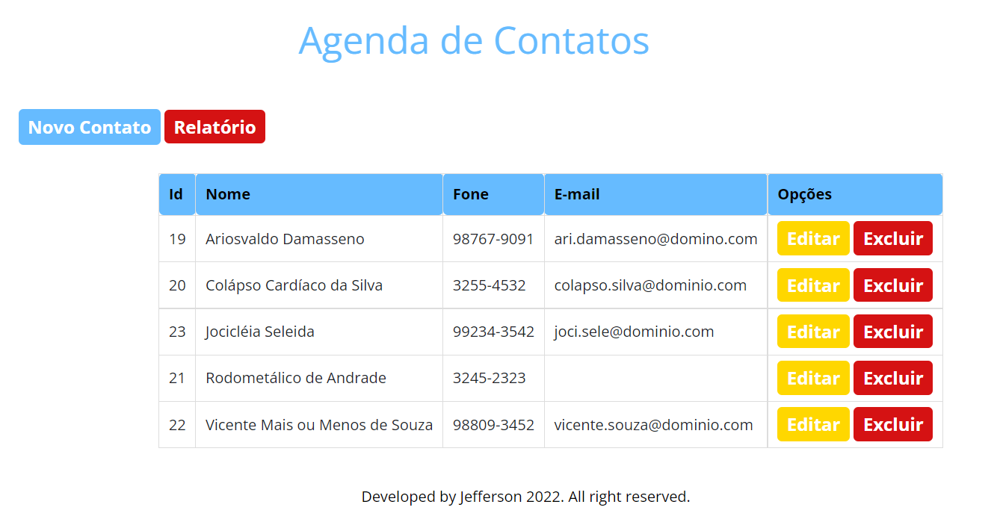 Agenda de Contatos
Novo Contato Relatório
Id Nome Fone E-mail Opções
19 Ariosvaldo Damasseno 98767-9091 ari.damasseno@domino.com Editar Excluir
20 Colápso Cardíaco da Silva 3255-4532 colapso.silva@dominio.com Editar Excluir
23 Jocicléia Seleida 99234-3542 joci.sele@dominio.com Editar Excluir
21 Rodometálico de Andrade 3245-2323 Editar Excluir
22 Vicente Mais ou Menos de Souza 98809-3452 vicente.souza@dominio.com Editar Excluir
Developed by Jefferson 2022. All right reserved.